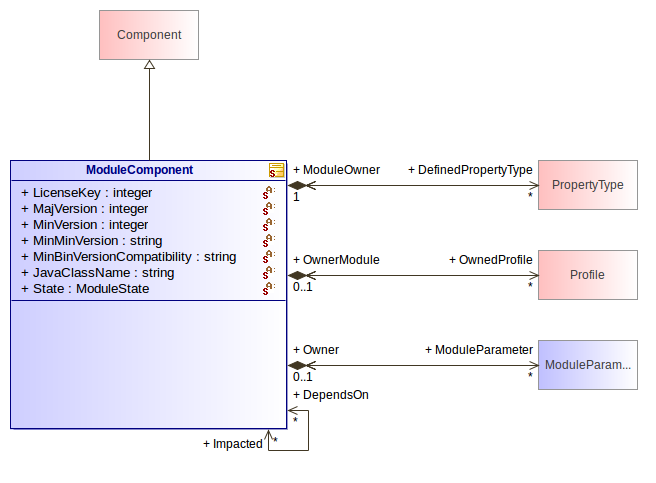 Component
ModuleComponent
+ LicenseKey : integer
+ MajVersion : integer
+ MinVersion : integer
+ MinMinVersion : string
+ MinBinVersionCompatibility : string
+ JavaClassName : string
+ State : ModuleState
+ ModuleOwner
+ DefinedPropertyType
1
*
PropertyType
+ OwnerModule
+ OwnedProfile
0..1
*
Profile
+ Owner
+ ModuleParameter
0..1
*
ModuleParam...
+ DependsOn
*
+ Impacted
*